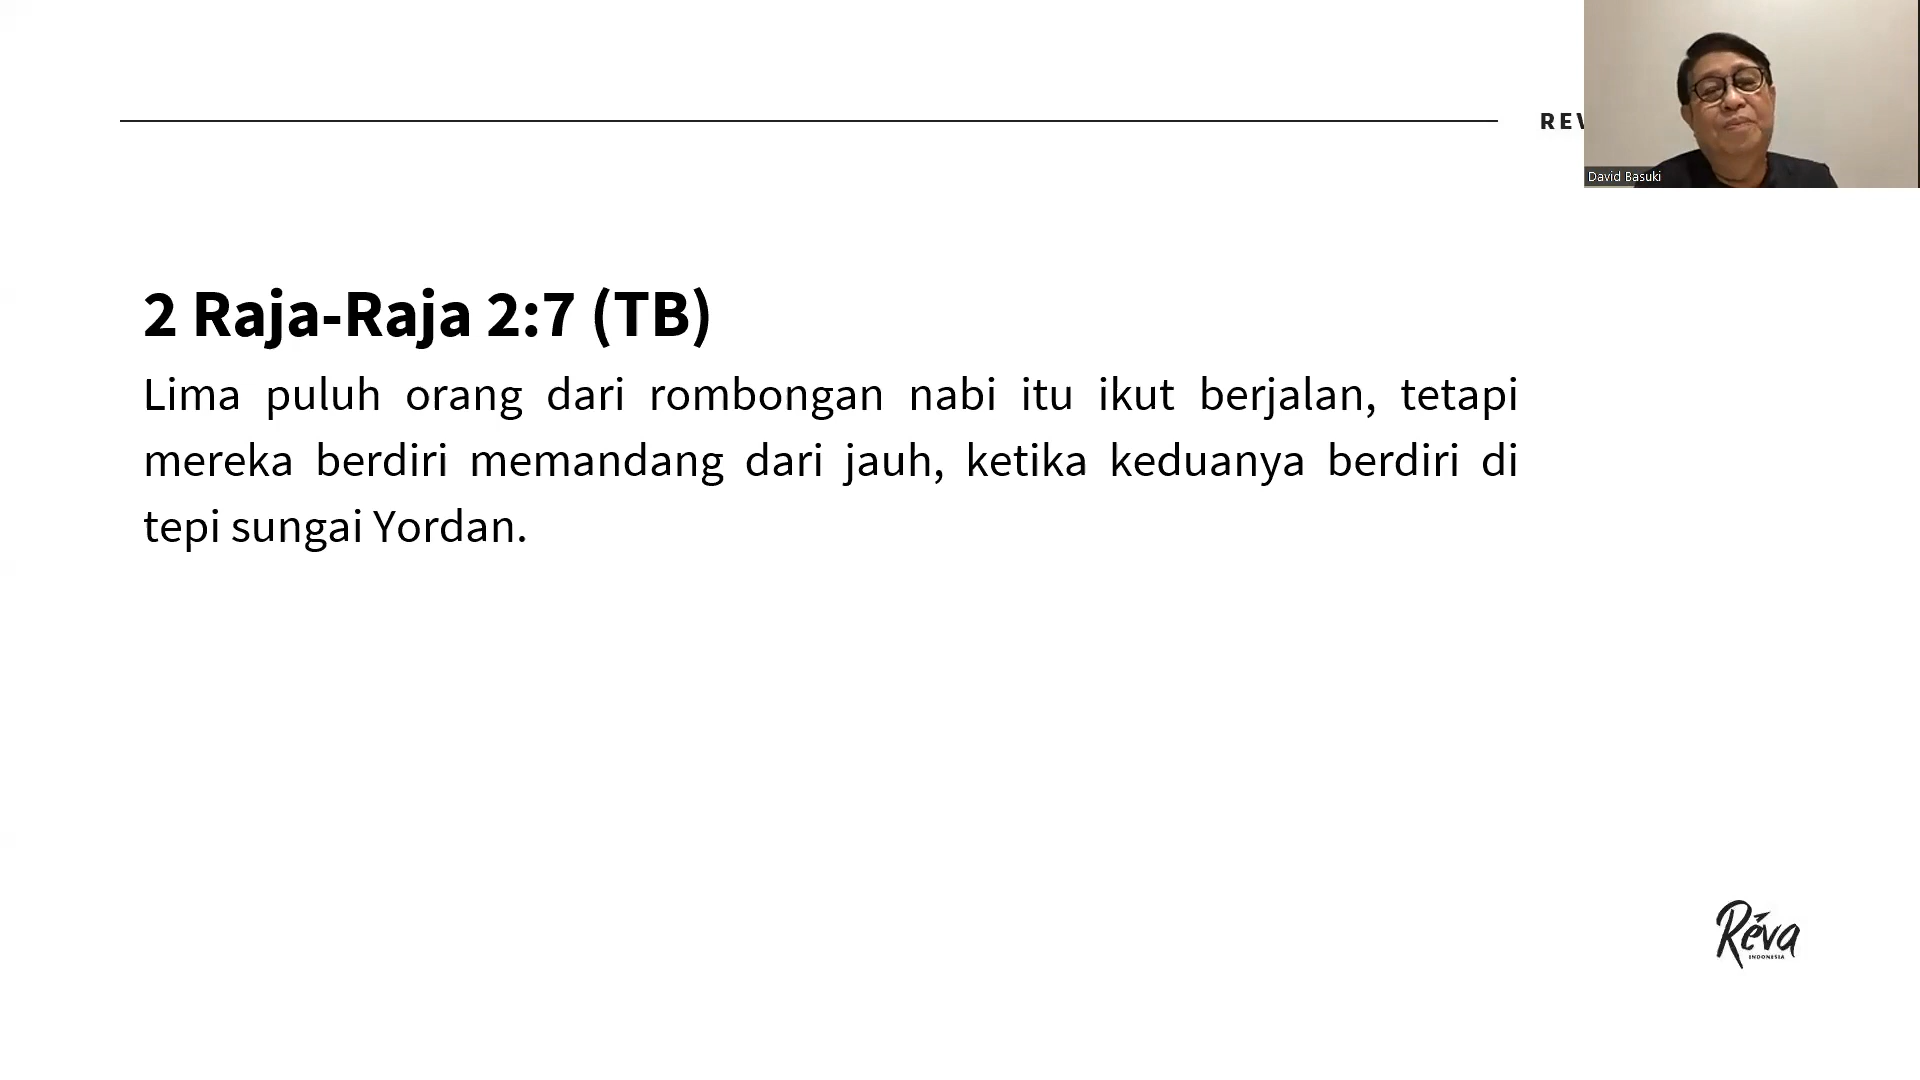 David Basuki
2 Raja-Raja 2:7 (TB)
Lima puluh orang dari rombongan nabi itu ikut berjalan, tetapi
mereka berdiri memandang dari jauh, ketika keduanya berdiri di
tepi sungai Yordan.
Réva
INDONESIA